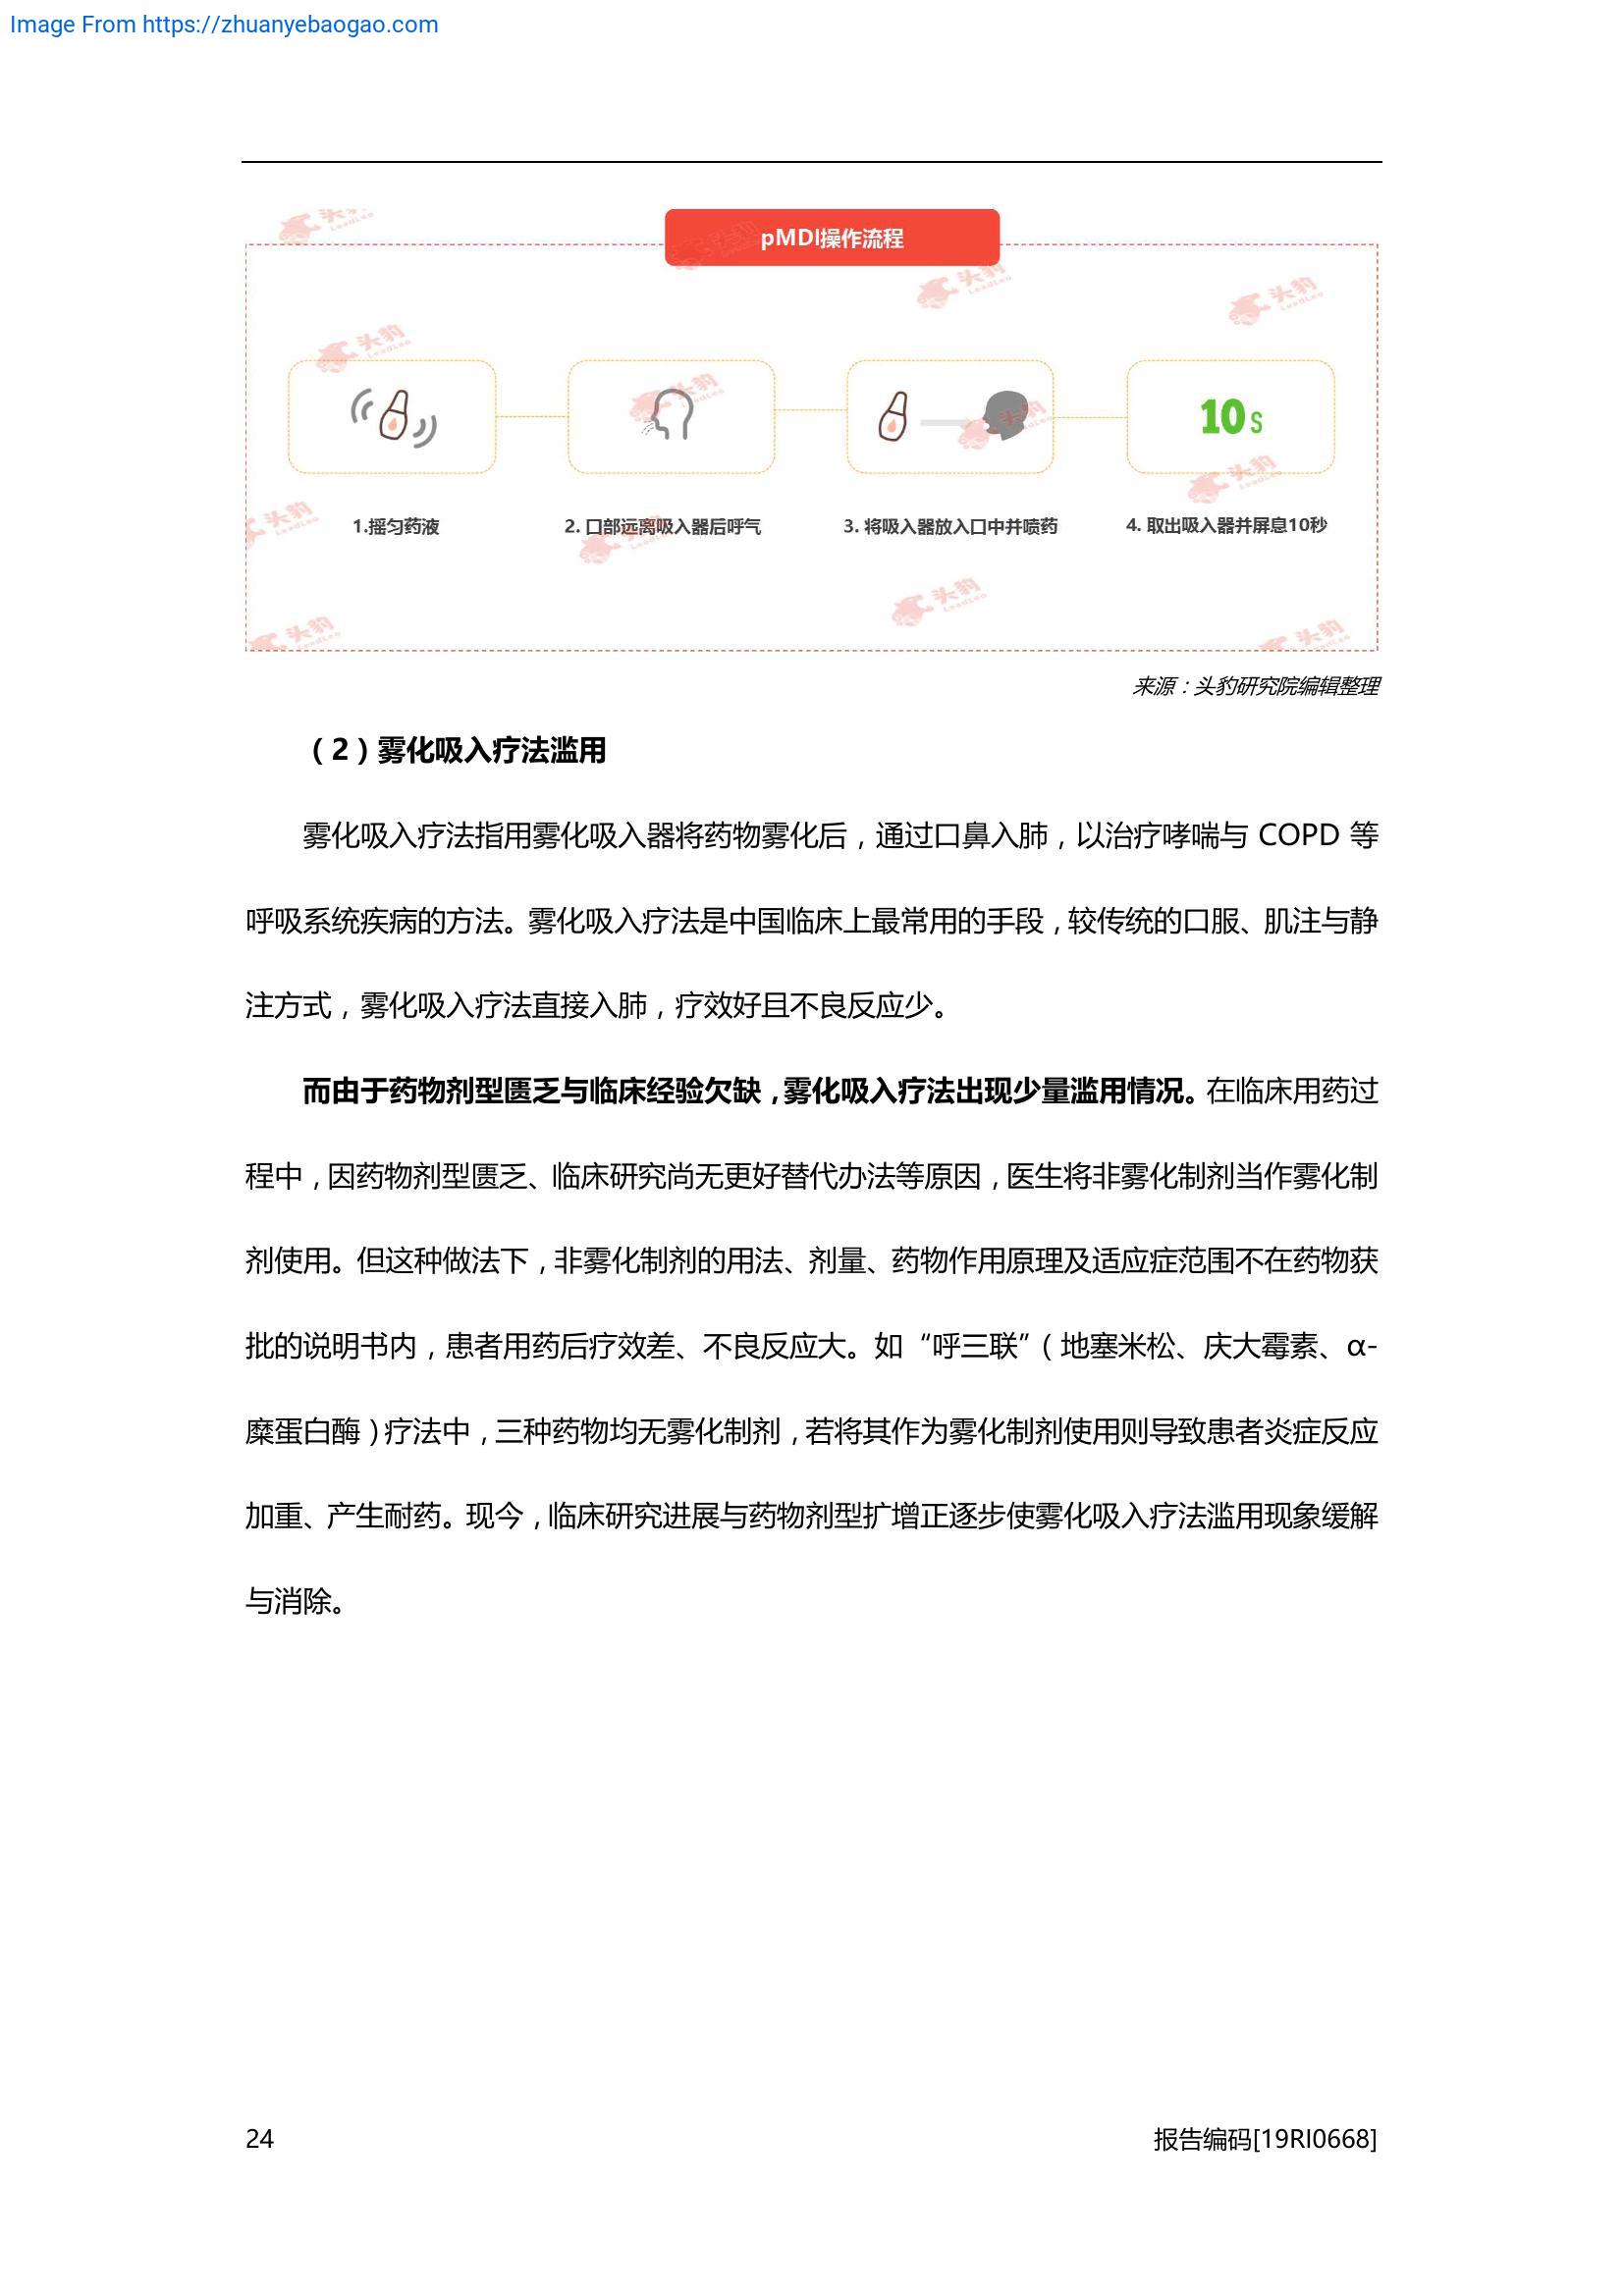 Image From https://zhuanyebaogao.com
pMDI操作流程
10 s
1.摇匀药液
2. 口部远离吸入器后呼气
3. 将吸入器放入口中并喷药
4. 取出吸入器并屏息10秒
头豹
LeadLeo
来源：头豹研究院编辑整理
（2）雾化吸入疗法滥用
雾化吸入疗法指用雾化吸入器将药物雾化后，通过口鼻入肺，以治疗哮喘与 COPD 等
呼吸系统疾病的方法。雾化吸入疗法是中国临床上最常用的手段，较传统的口服、肌注与静
注方式，雾化吸入疗法直接入肺，疗效好且不良反应少。
而由于药物剂型匮乏与临床经验欠缺，雾化吸入疗法出现少量滥用情况。在临床用药过
程中，因药物剂型匮乏、临床研究尚无更好替代办法等原因，医生将非雾化制剂当作雾化制
剂使用。但这种做法下，非雾化制剂的用法、剂量、药物作用原理及适应症范围不在药物获
批的说明书内，患者用药后疗效差、不良反应大。如“呼三联”（地塞米松、庆大霉素、α-
糜蛋白酶）疗法中，三种药物均无雾化制剂，若将其作为雾化制剂使用则导致患者炎症反应
加重、产生耐药。现今，临床研究进展与药物剂型扩增正逐步使雾化吸入疗法滥用现象缓解
与消除。
24
报告编码[19RI0668]